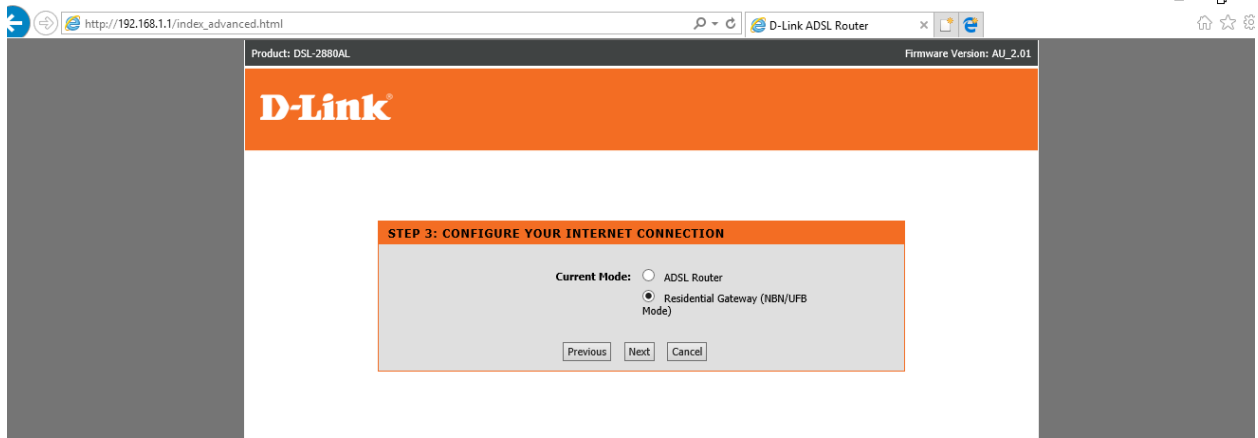 http://192.168.1.1/index_advanced.html D-Link ADSL Router
Product: DSL-2880AL Firmware Version: AU_2.01
D-Link®
STEP 3: CONFIGURE YOUR INTERNET CONNECTION
Current Mode: ADSL Router
Residential Gateway (NBN/UFB
Mode)
Previous Next Cancel